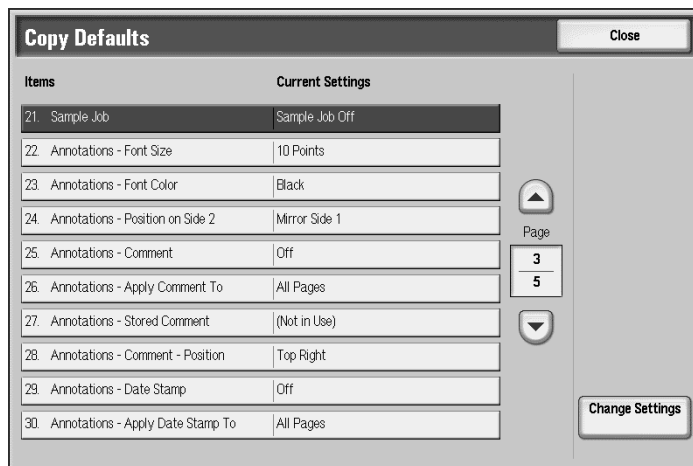 Copy Defaults
Close
Items Current Settings
21. Sample Job Sample Job Off
22. Annotations - Font Size 10 Points
23. Annotations - Font Color Black
24. Annotations - Position on Side 2 Mirror Side 1
25. Annotations - Comment Off
26. Annotations - Apply Comment To All Pages
27. Annotations - Stored Comment (Not in Use)
28. Annotations - Comment - Position Top Right
29. Annotations - Date Stamp Off
30. Annotations - Apply Date Stamp To All Pages
Page
3
5
Change Settings